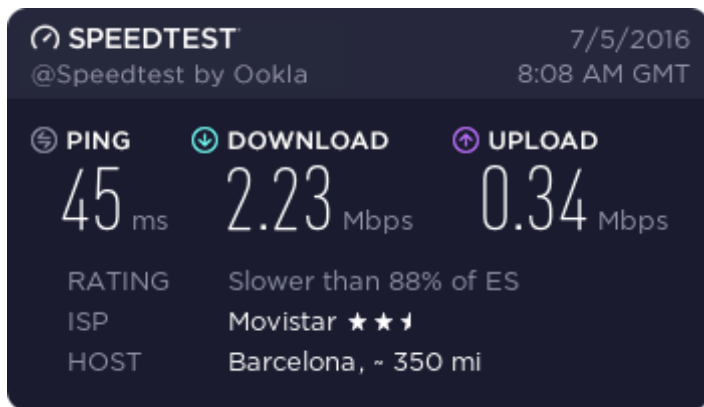 SPEEDTEST 7/5/2016
@Speedtest by Ookla 8:08 AM GMT
PING DOWNLOAD UPLOAD
45 ms 2.23 Mbps 0.34 Mbps
RATING Slower than 88% of ES
ISP Movistar
HOST Barcelona, ~ 350 mi